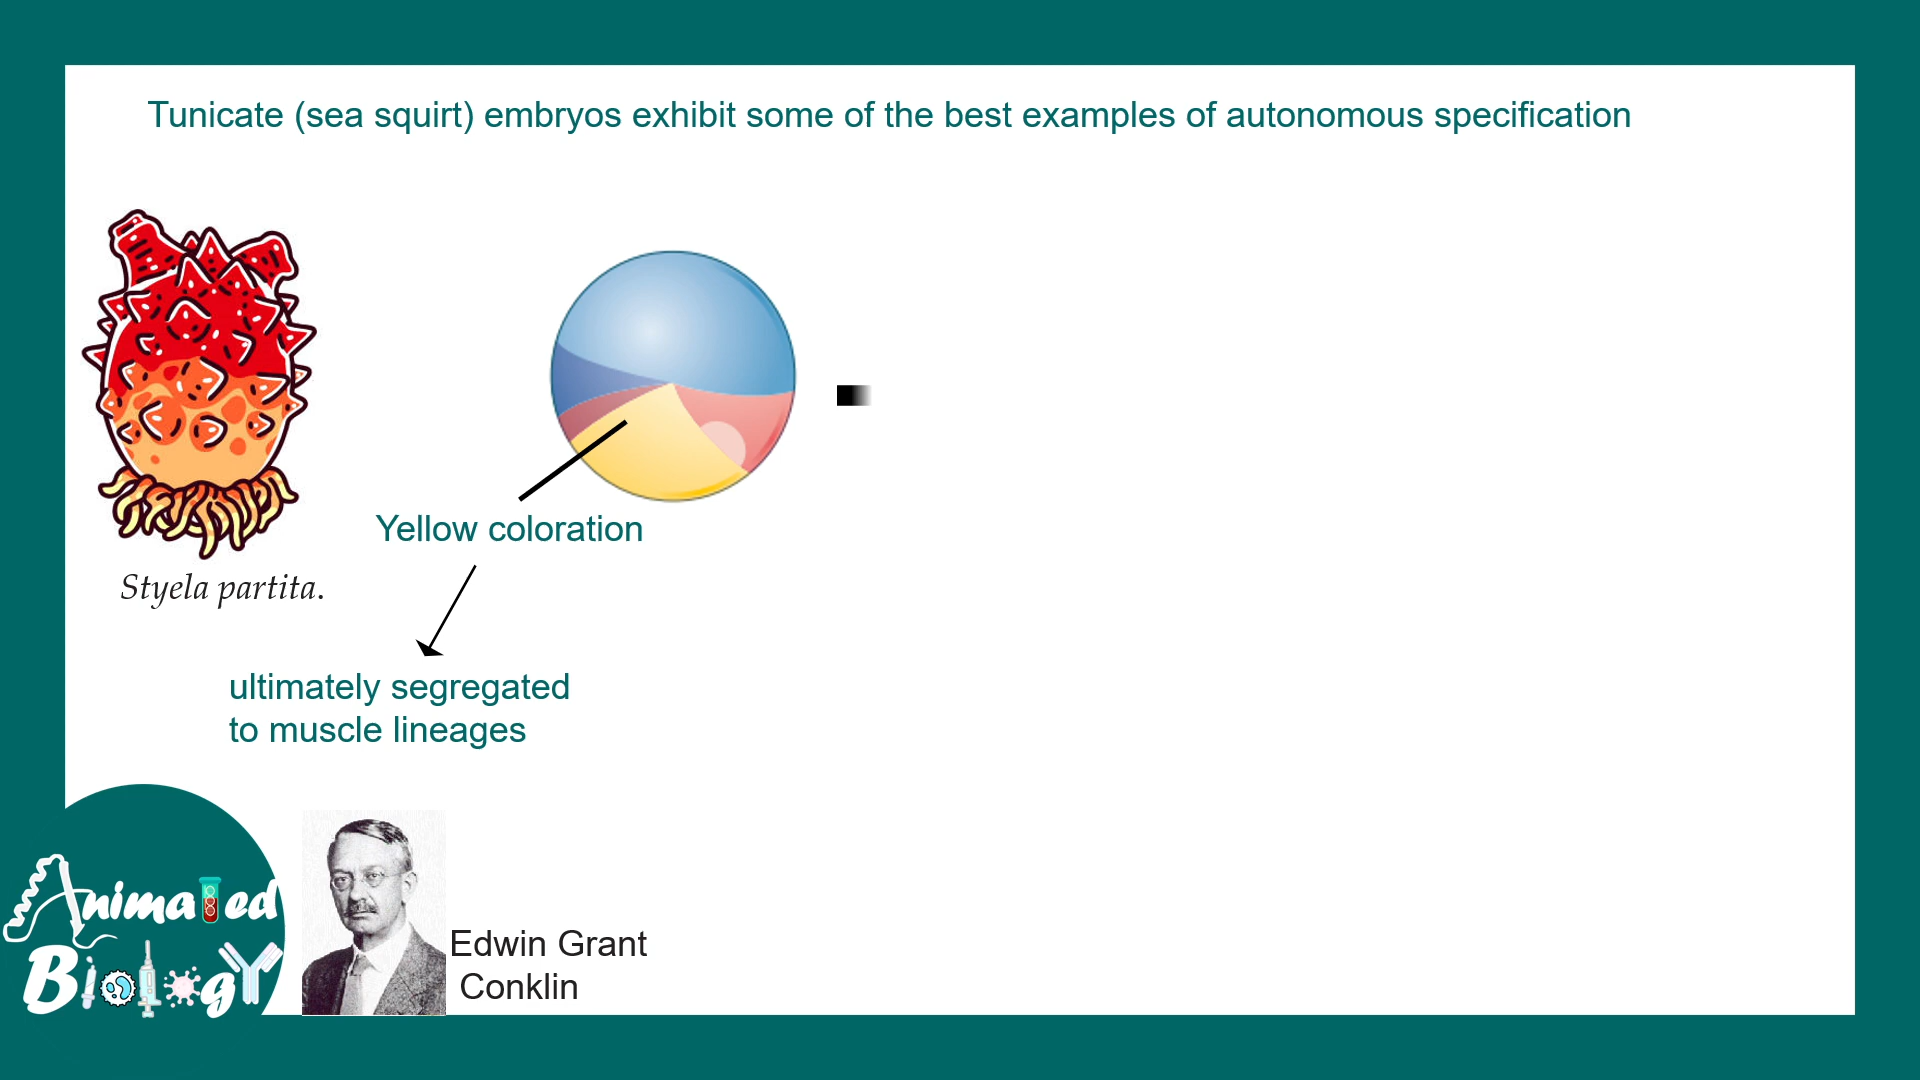 Tunicate (sea squirt) embryos exhibit some of the best examples of autonomous specification
Styela partita.
Yellow coloration
ultimately segregated
to muscle lineages
Animated
Biology
Edwin Grant
Conklin